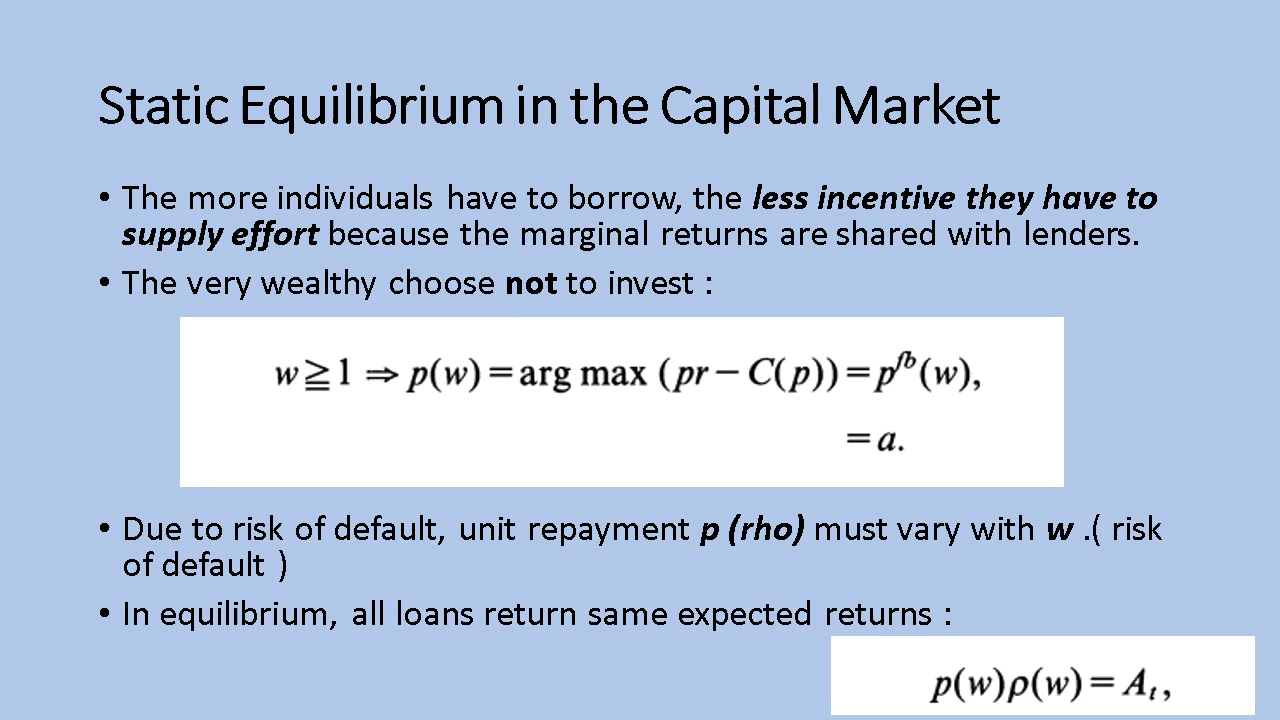 Static Equilibrium in the Capital Market
• The more individuals have to borrow, the less incentive they have to
supply effort because the marginal returns are shared with lenders.
• The very wealthy choose not to invest :
w≧1⇒p(w)=arg max (pr−C(p))=p^{fb}(w),
=a.
• Due to risk of default, unit repayment p (rho) must vary with w .( risk
of default )
• In equilibrium, all loans return same expected returns :
p(w)ρ(w)=A_t,